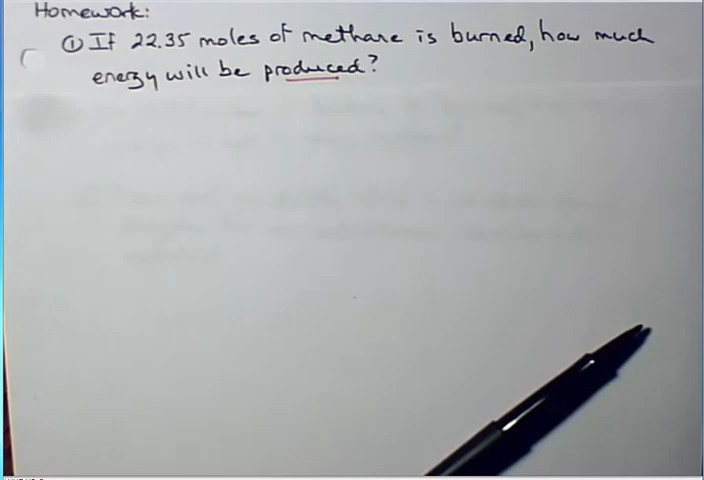 Homework:
① If 22.35 moles of methane is burned, how much
energy will be produced?